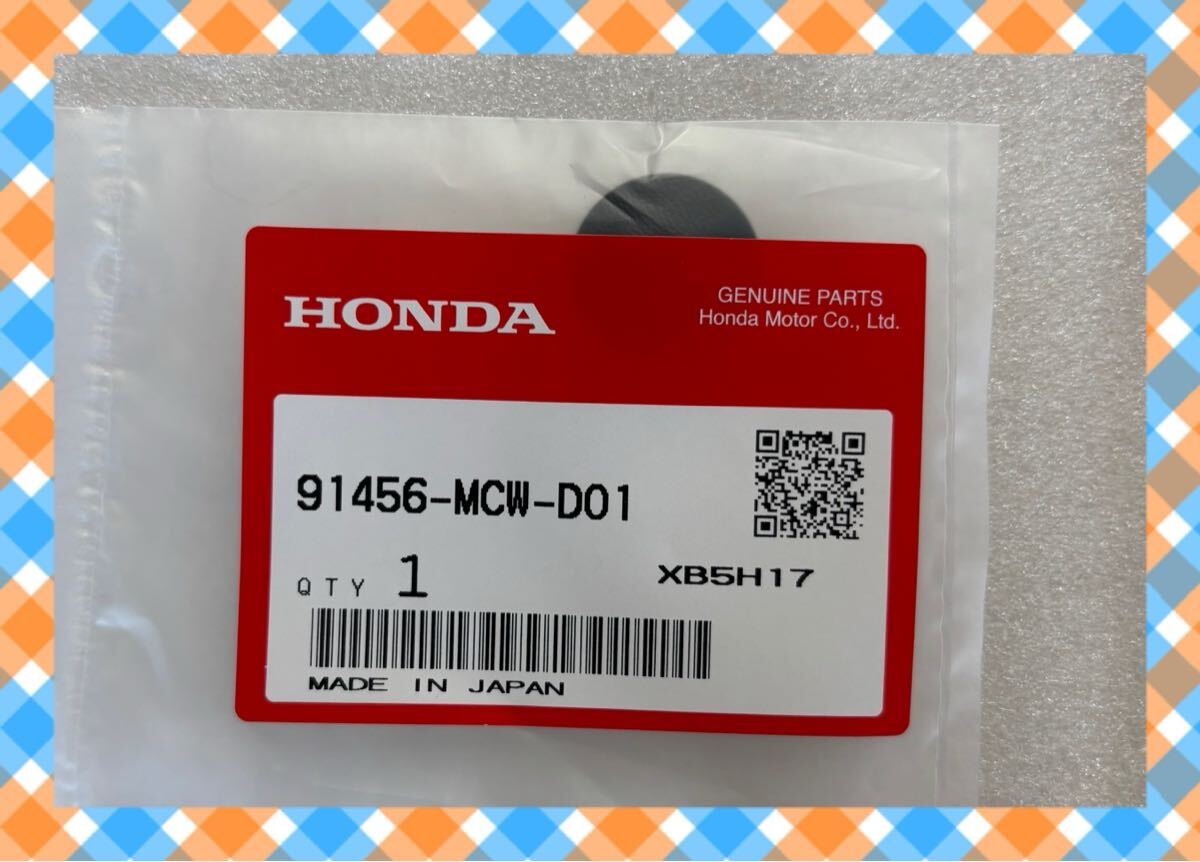 HONDA
GENUINE PARTS
Honda Motor Co., Ltd.
91456-MCW-D01
QTY 1
XB5H17
MADE IN JAPAN